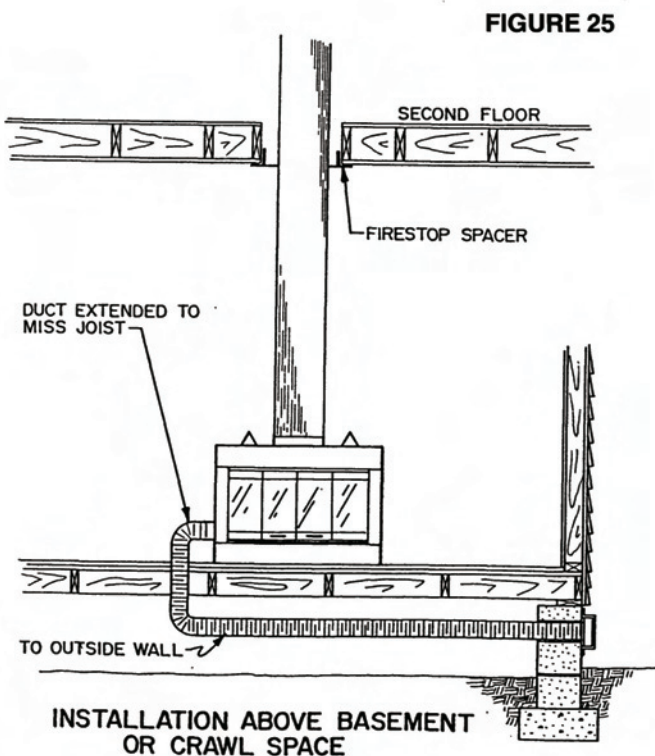 FIGURE 25
SECOND FLOOR
FIRESTOP SPACER
DUCT EXTENDED TO
MISS JOIST
TO OUTSIDE WALL
INSTALLATION ABOVE BASEMENT
OR CRAWL SPACE